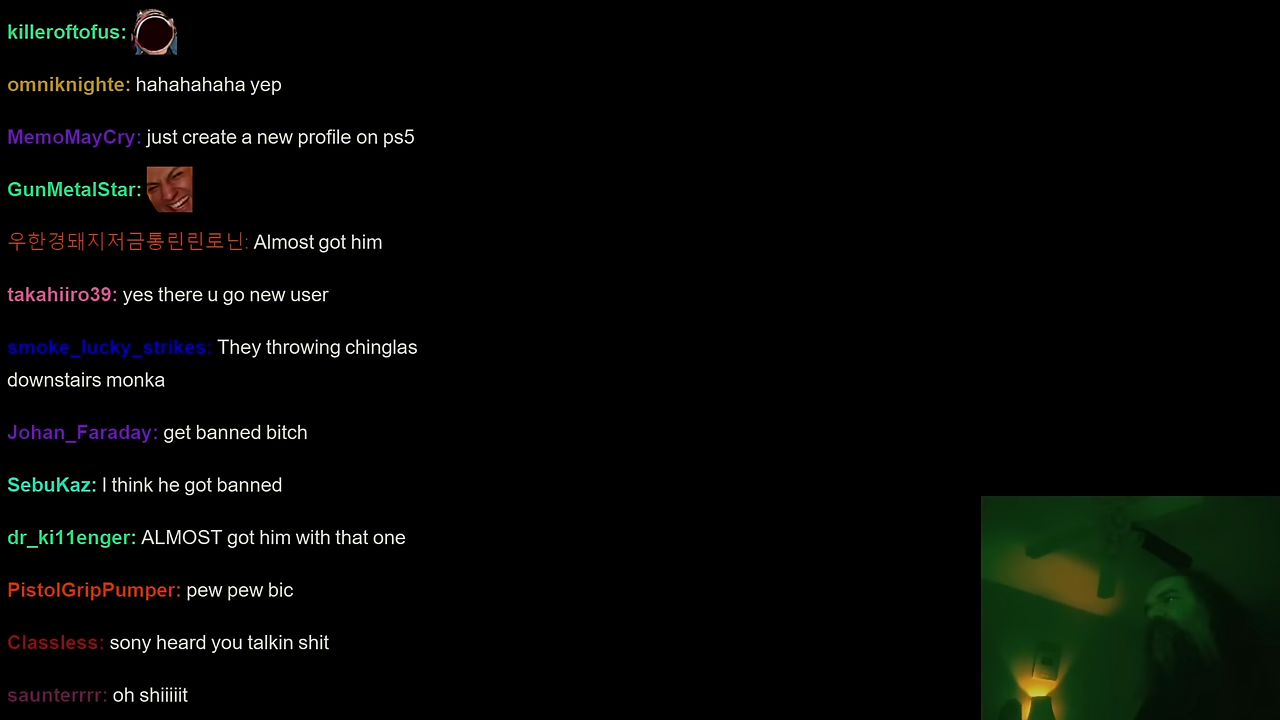 killeroftofus:
omniknighte: hahahahaha yep
MemoMayCry: just create a new profile on ps5
GunMetalStar:
우한경돼지저금통린린로닌: Almost got him
takahiiro39: yes there u go new user
smoke_lucky_strikes: They throwing chinglas
downstairs monka
Johan_Faraday: get banned bitch
SebuKaz: I think he got banned
dr_ki11enger: ALMOST got him with that one
PistolGripPumper: pew pew bic
Classless: sony heard you talkin shit
saunterrrr: oh shiiiiit